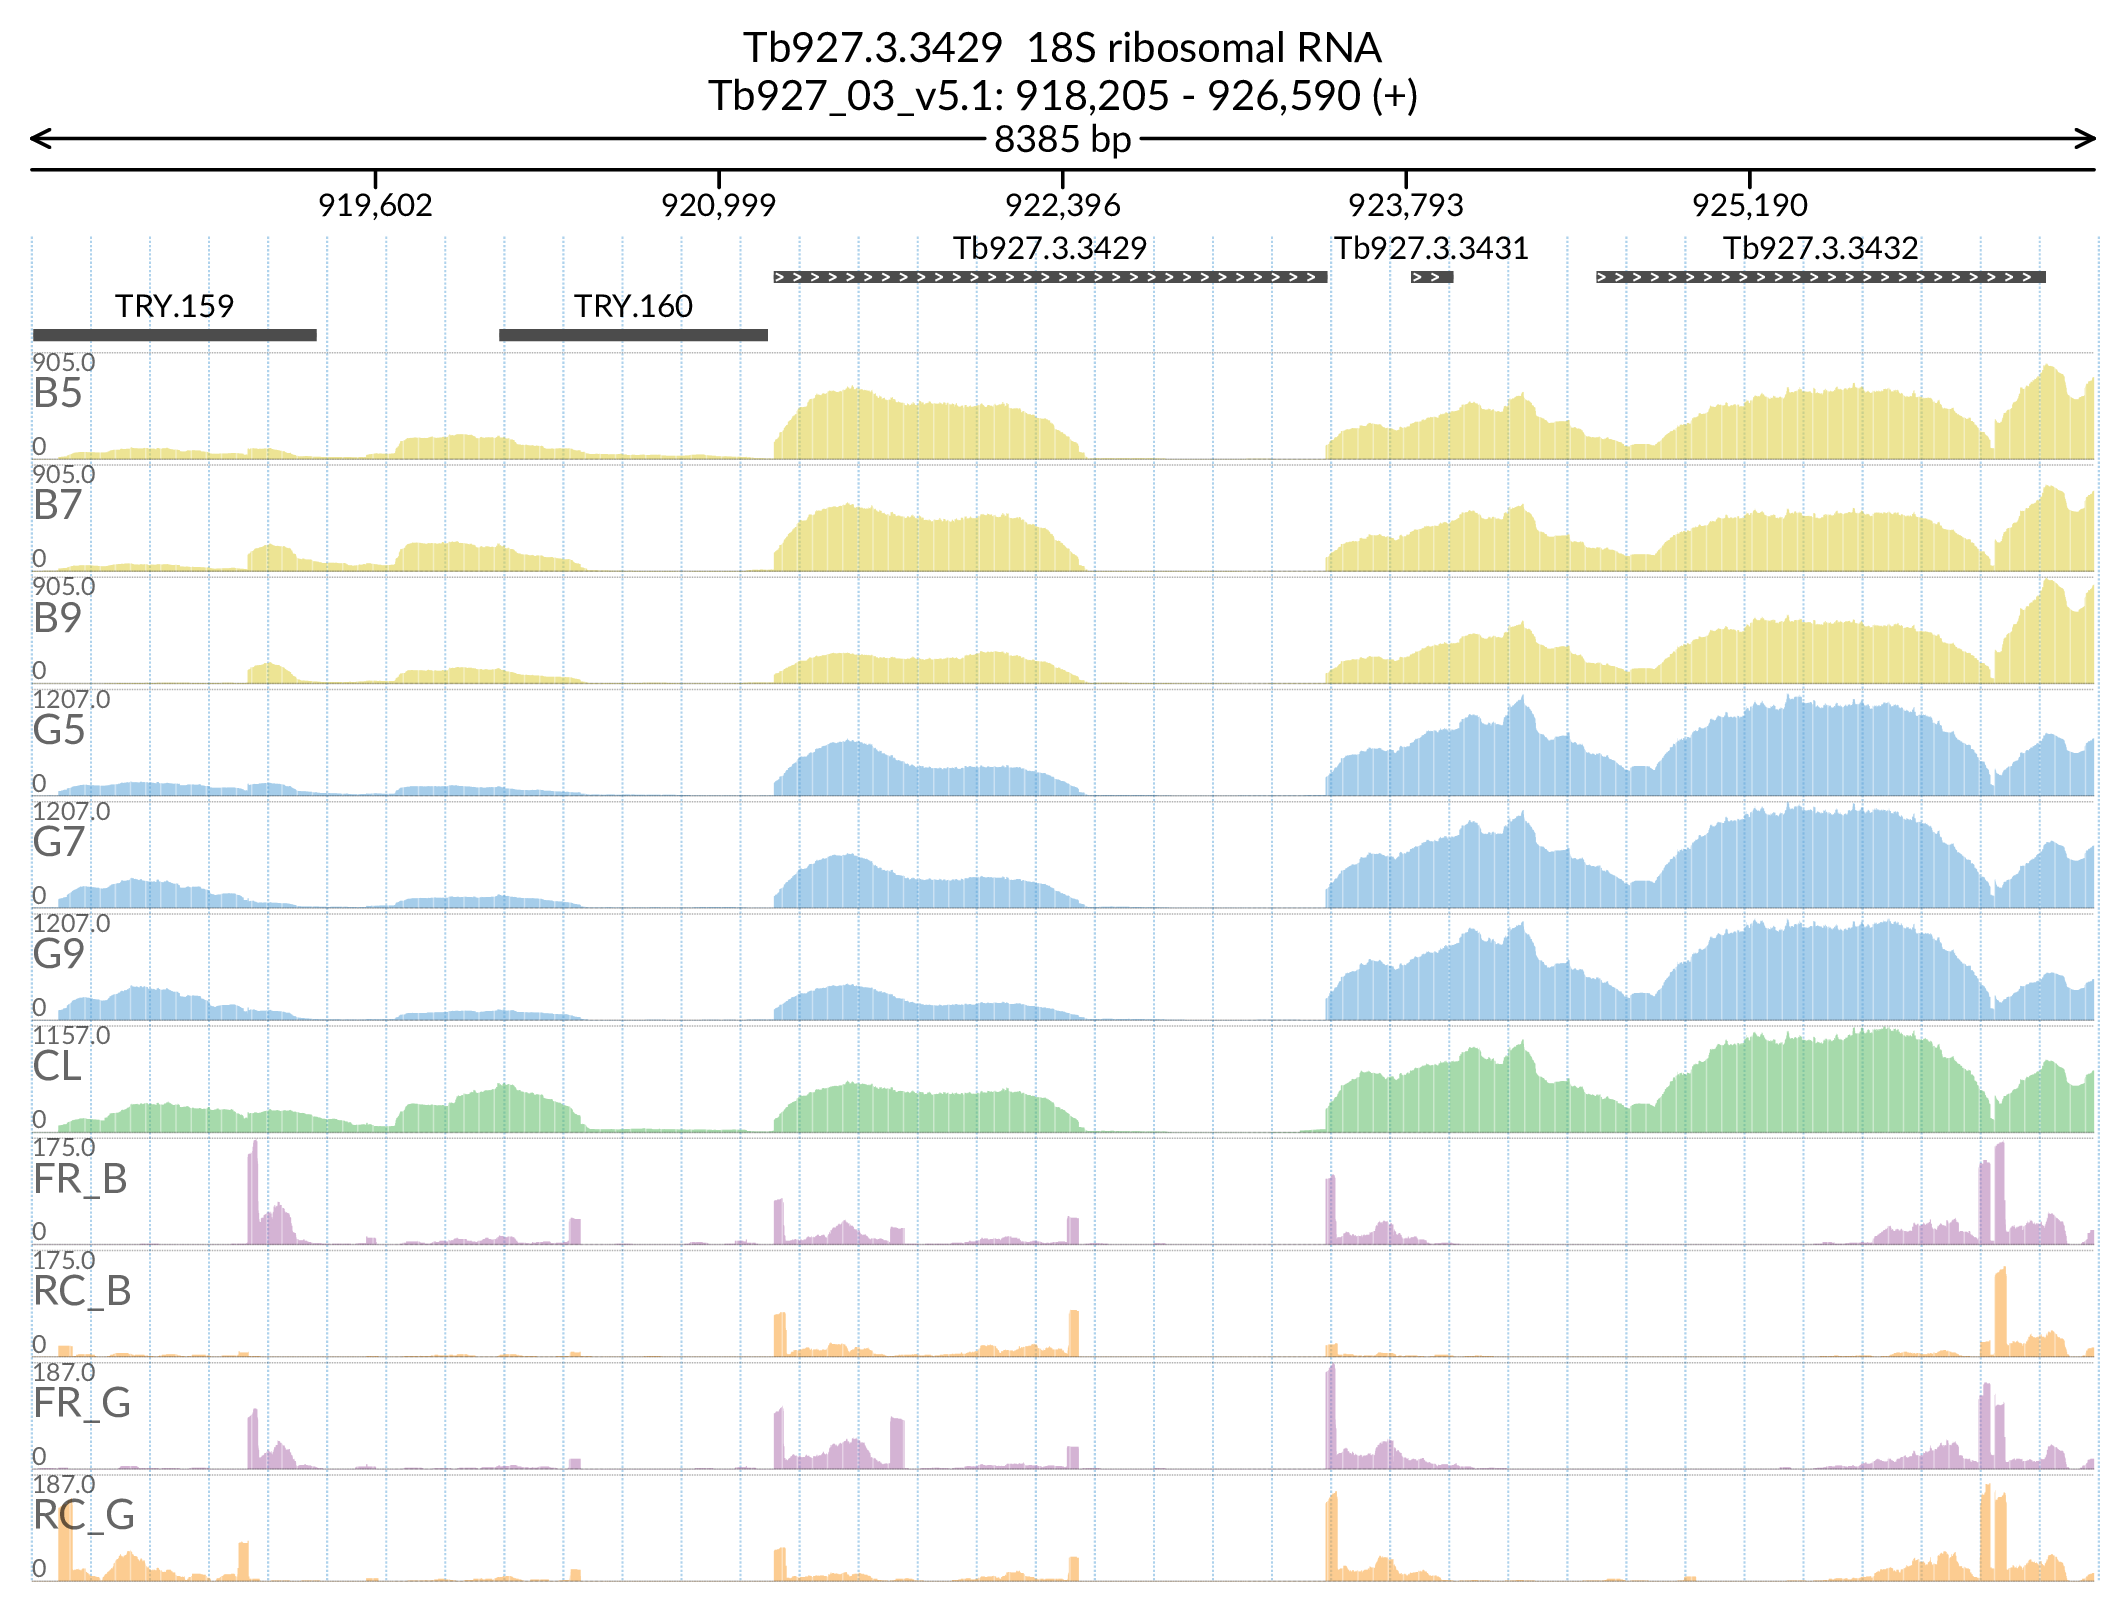 Tb927.3.3429  18S ribosomal RNA
Tb927_03_v5.1: 918,205 - 926,590 (+)
8385 bp
919,602 920,999 922,396 923,793 925,190
Tb927.3.3429 Tb927.3.3431 Tb927.3.3432
TRY.159 TRY.160
905.0
B5
0
905.0
B7
0
905.0
B9
0
1207.0
G5
0
1207.0
G7
0
1207.0
G9
0
1157.0
CL
0
175.0
FR_B
0
175.0
RC_B
0
187.0
FR_G
0
187.0
RC_G
0